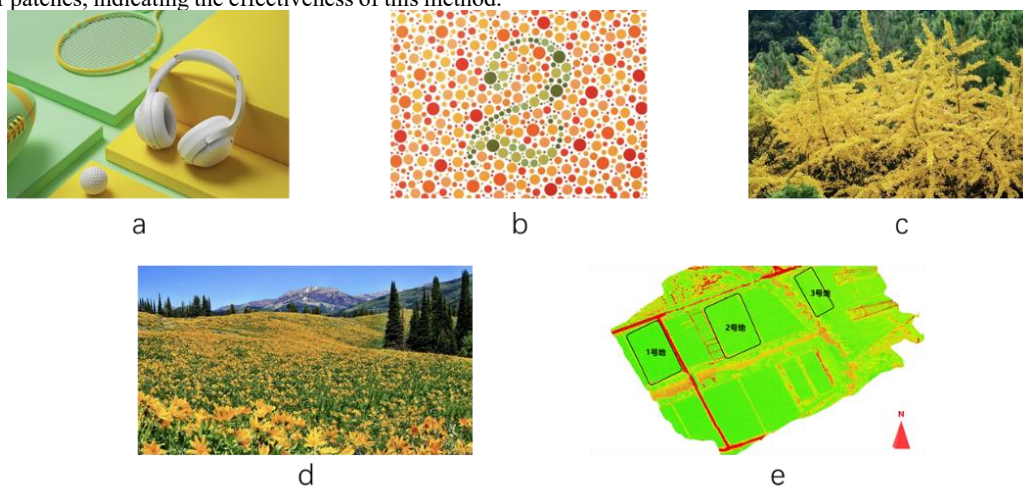 r patches, indicating the effectiveness of this method.
a
b
c
3号地
2号地
1号地
N
d
e